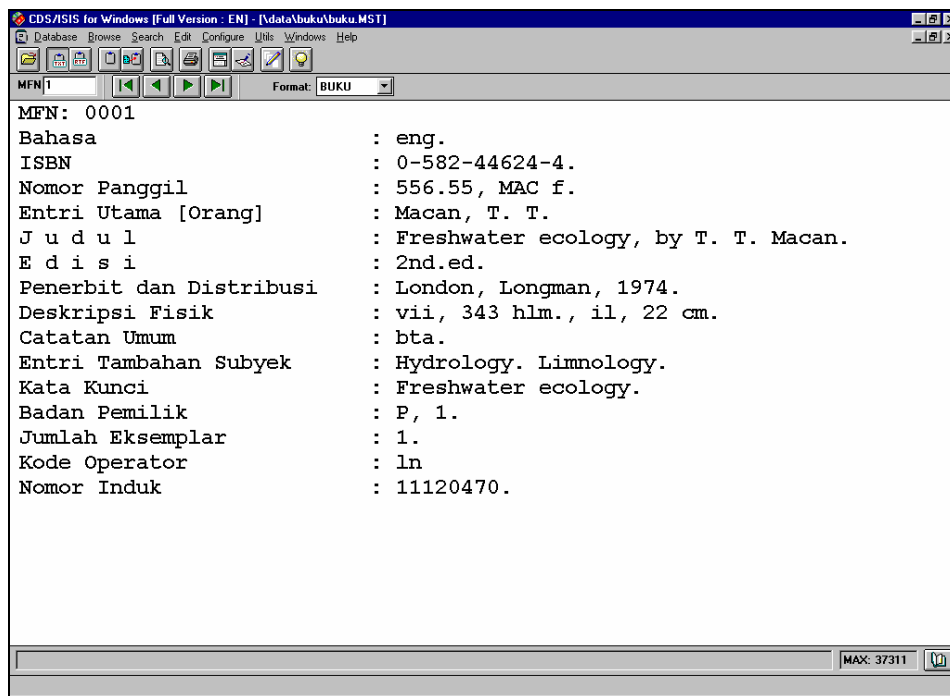 CDS/ISIS for Windows [Full Version : EN] - [\data\buku\buku.MST]
Database Browse Search Edit Configure Utils Windows Help
MFN 1 Format: BUKU
MFN: 0001
Bahasa : eng.
ISBN : 0-582-44624-4.
Nomor Panggil : 556.55, MAC f.
Entri Utama [Orang] : Macan, T. T.
J u d u l : Freshwater ecology, by T. T. Macan.
E d i s i : 2nd.ed.
Penerbit dan Distribusi : London, Longman, 1974.
Deskripsi Fisik : vii, 343 hlm., il, 22 cm.
Catatan Umum : bta.
Entri Tambahan Subyek : Hydrology. Limnology.
Kata Kunci : Freshwater ecology.
Badan Pemilik : P, 1.
Jumlah Eksemplar : 1.
Kode Operator : ln
Nomor Induk : 11120470.
MAX: 37311